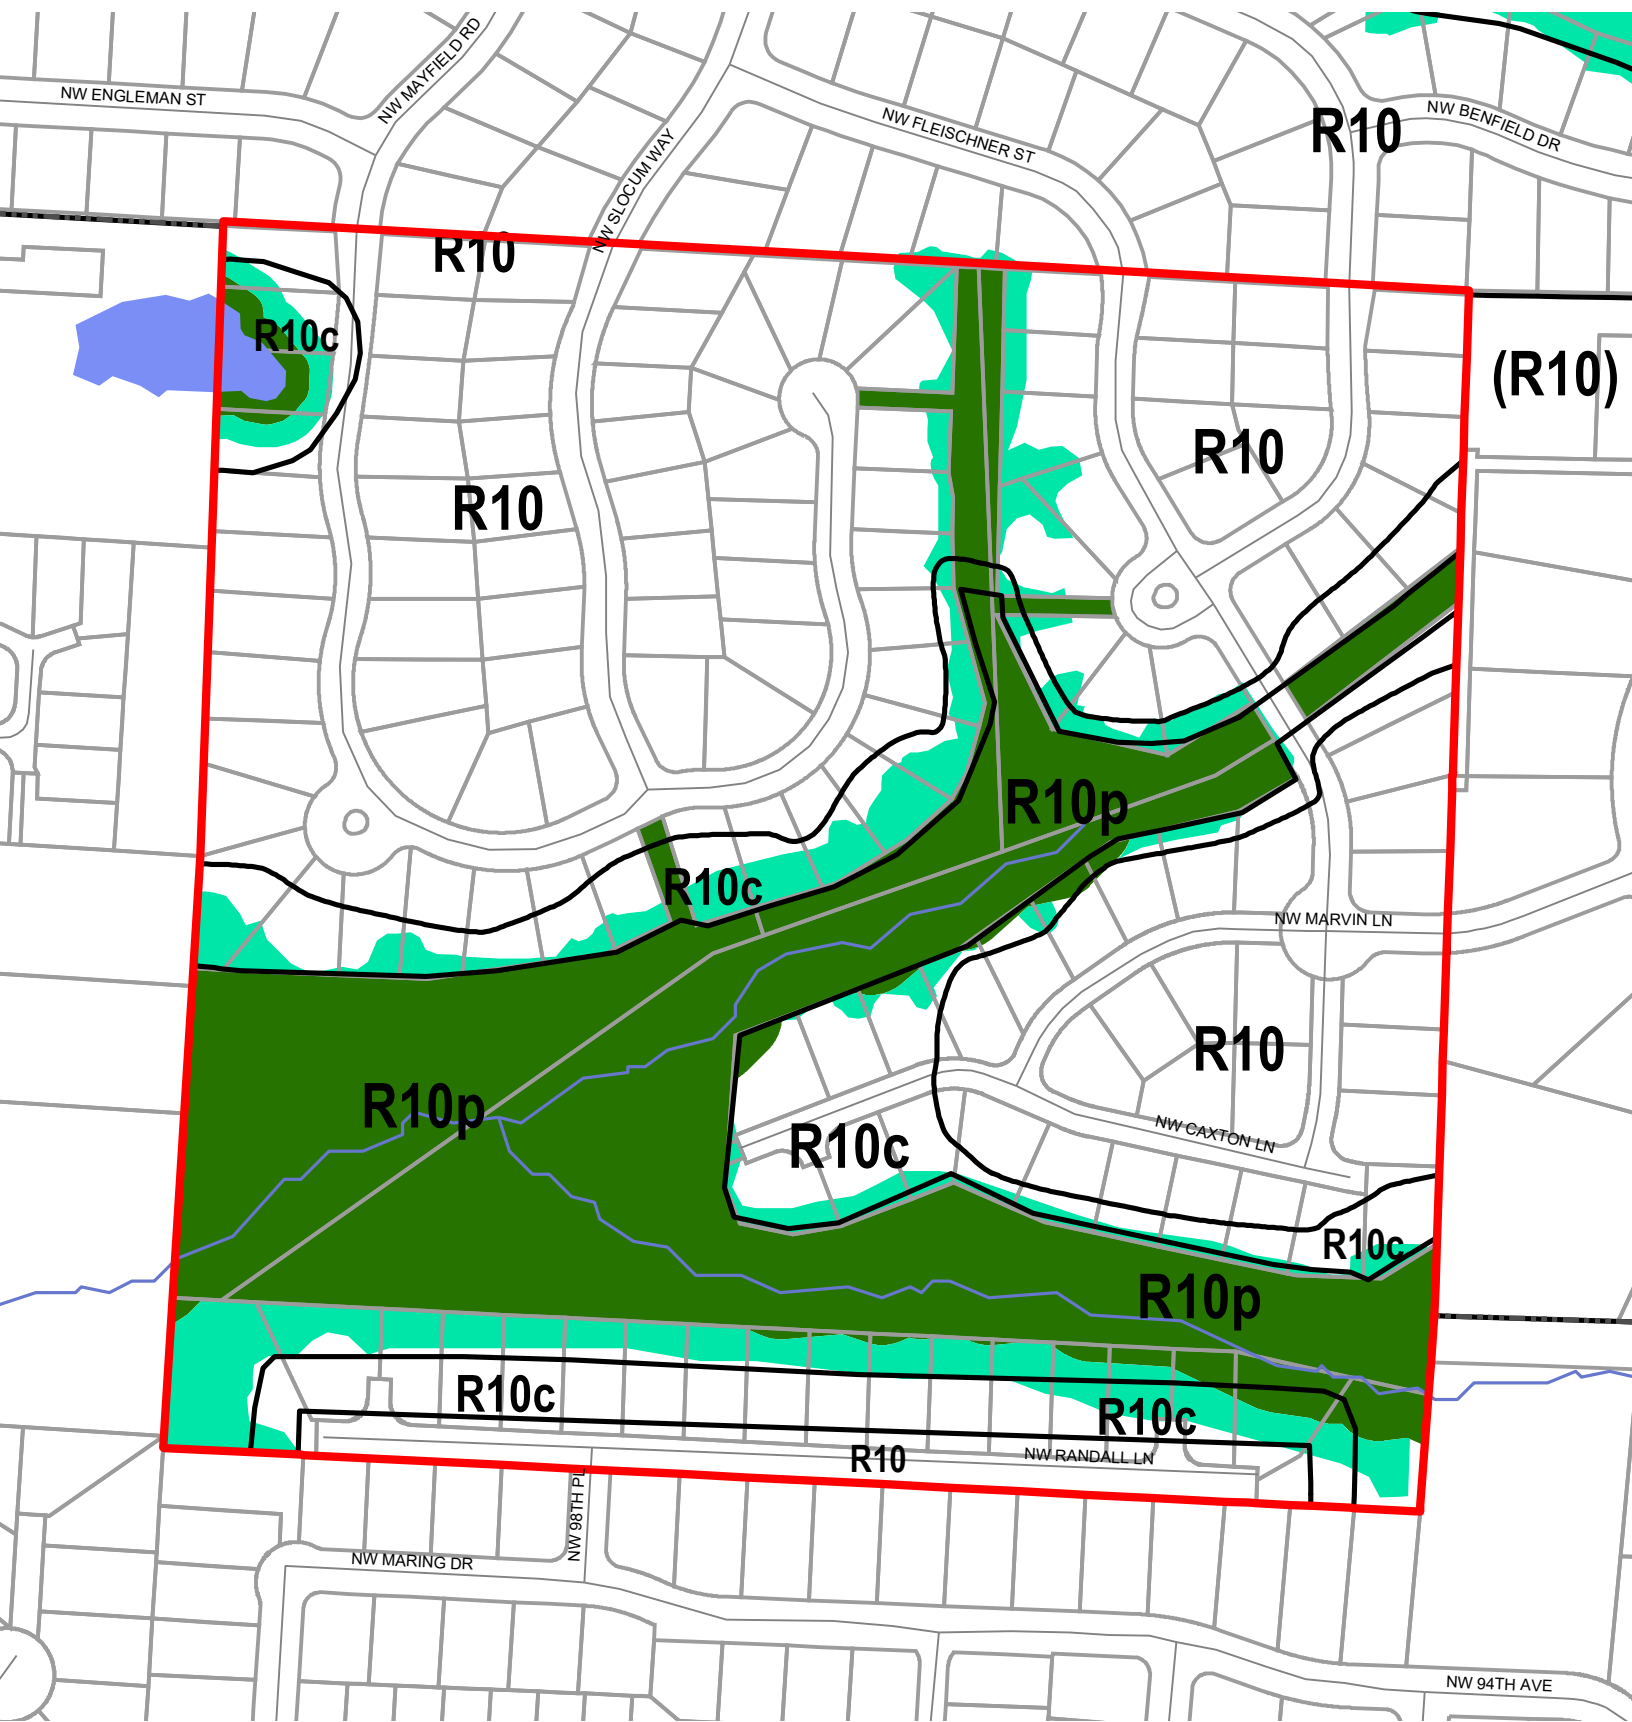 NW ENGLEMAN ST
NW MAYFIELD RD
NW SLOCUM WAY
NW FLEISCHNER ST
R10
NW BENFIELD DR
R10
R10c
(R10)
R10
R10
R10p
R10c
NW MARVIN LN
R10
R10p
NW CAXTON LN
R10c
R10c
R10p
R10c
R10c
R10
NW RANDALL LN
NW 98TH PL
NW MARING DR
NW 94TH AVE